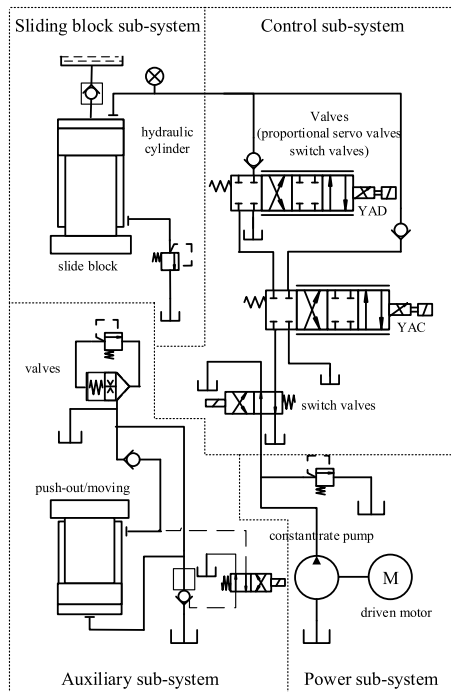 Sliding block sub-system
Control sub-system
Valves
(proportional servo valves
switch valves)
hydraulic
cylinder
YAD
slide block
YAC
valves
switch valves
push-out/moving
constant rate pump
M
driven motor
Auxiliary sub-system
Power sub-system